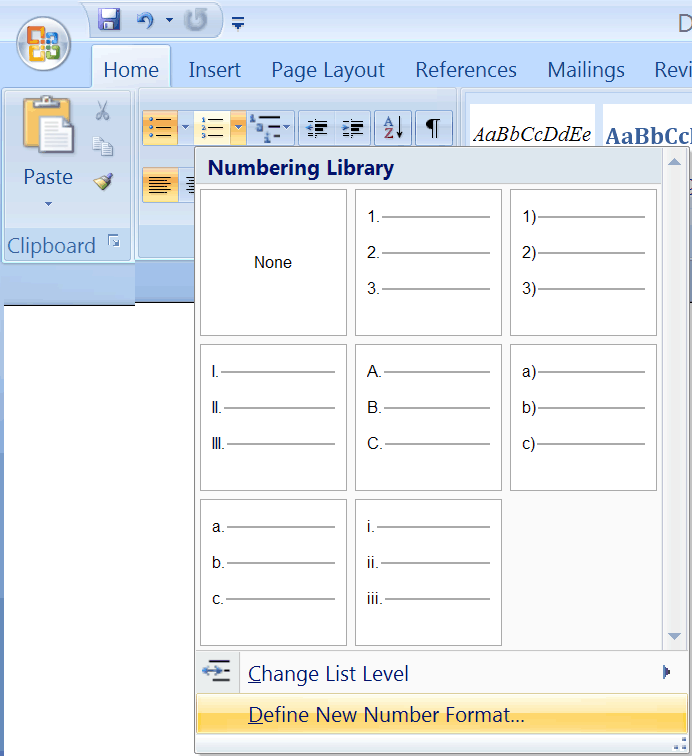 D
Home Insert Page Layout References Mailings Revi
AaBbCcDdEe AaBbCc
A
Z
¶
Paste
Clipboard
Numbering Library
None
1.
2.
3.
1)
2)
3)
I.
II.
III.
A.
B.
C.
a)
b)
c)
a.
b.
c.
i.
ii.
iii.
Change List Level
Define New Number Format...